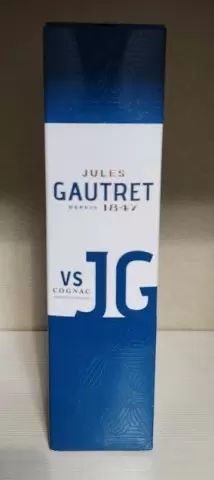 JULES
GAUTRET
DEPUIS 1847
VS
COGNAC
JG